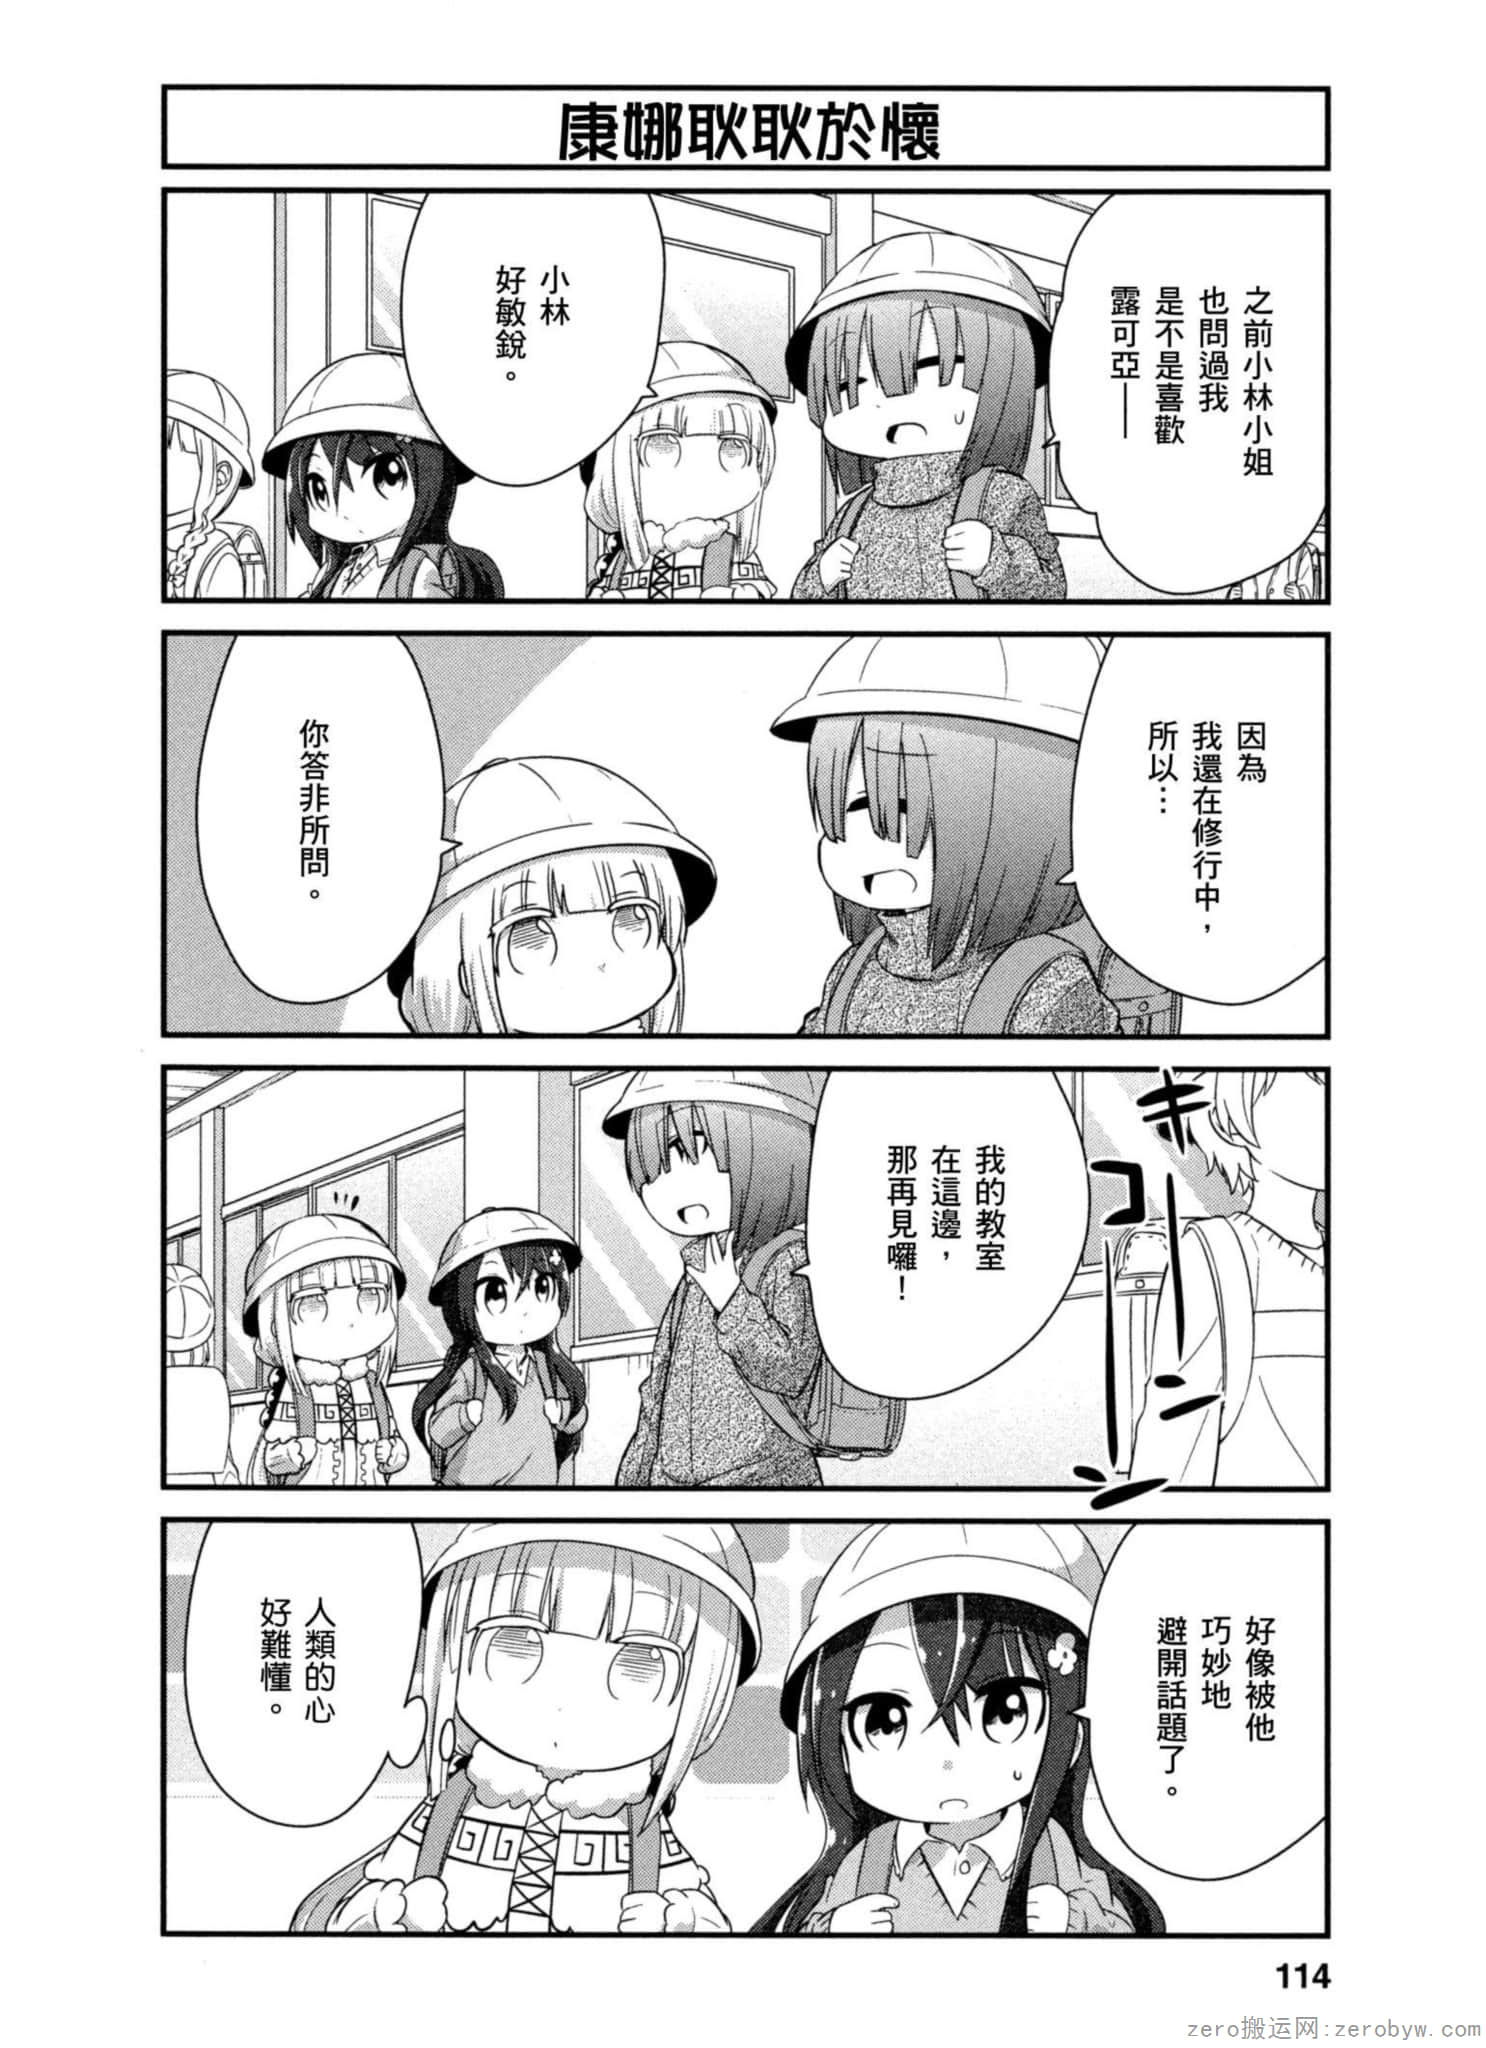 康娜耿耿於懷
之前小林小姐
也問過我
是不是喜歡
露可亞——
小林
好敏銳。
因為
我還在修行中，
所以…
你答非所問。
キーン
コーン
我的教室
在這邊，
那再見囉！
好像被他
巧妙地
避開話題了。
人類的心
好難懂。
114
zero搬运网:zerobyw.com